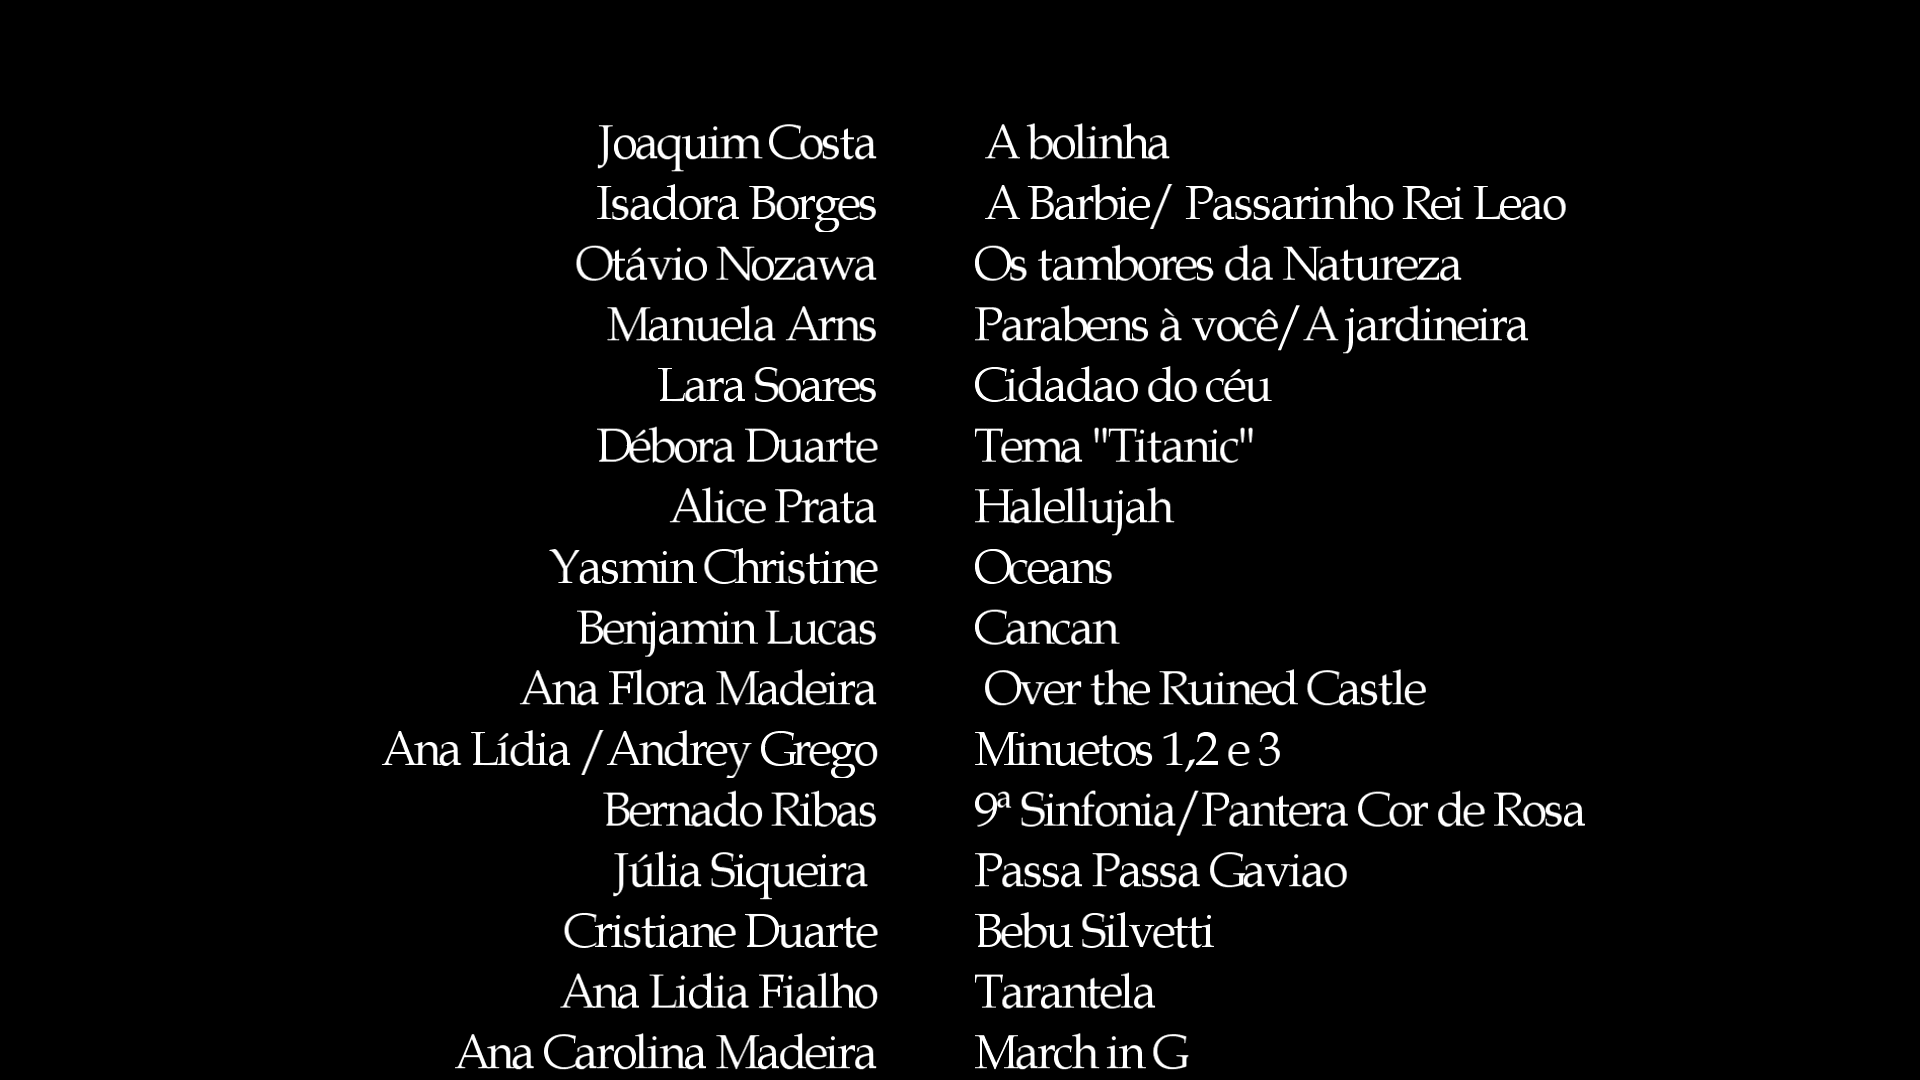 Joaquim Costa A bolinha
Isadora Borges A Barbie/ Passarinho Rei Leao
Otávio Nozawa Os tambores da Natureza
Manuela Arns Parabens à você/A jardineira
Lara Soares Cidadao do céu
Débora Duarte Tema "Titanic"
Alice Prata Halellujah
Yasmin Christine Oceans
Benjamin Lucas Cancan
Ana Flora Madeira Over the Ruined Castle
Ana Lídia /Andrey Grego Minuetos 1,2 e 3
Bernado Ribas 9ª Sinfonia/Pantera Cor de Rosa
Júlia Siqueira Passa Passa Gaviao
Cristiane Duarte Bebu Silvetti
Ana Lidia Fialho Tarantela
Ana Carolina Madeira March in G